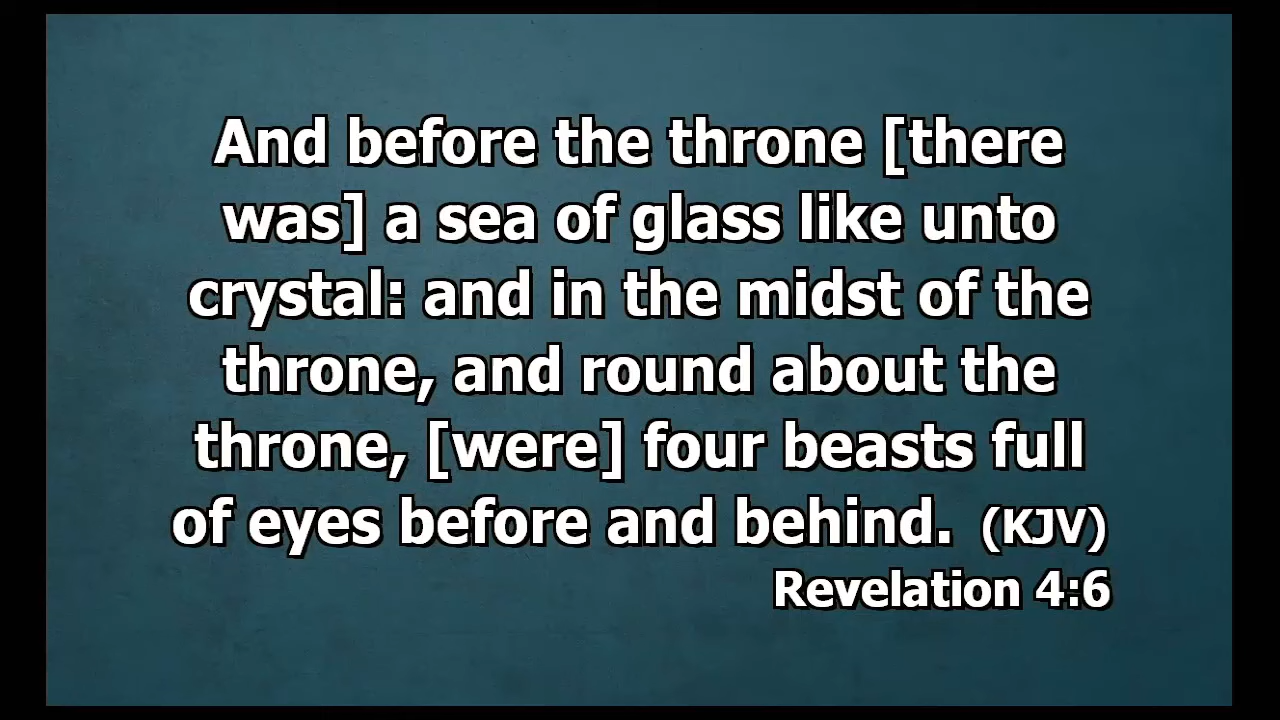 And before the throne [there
was] a sea of glass like unto
crystal: and in the midst of the
throne, and round about the
throne, [were] four beasts full
of eyes before and behind. (KJV)
Revelation 4:6